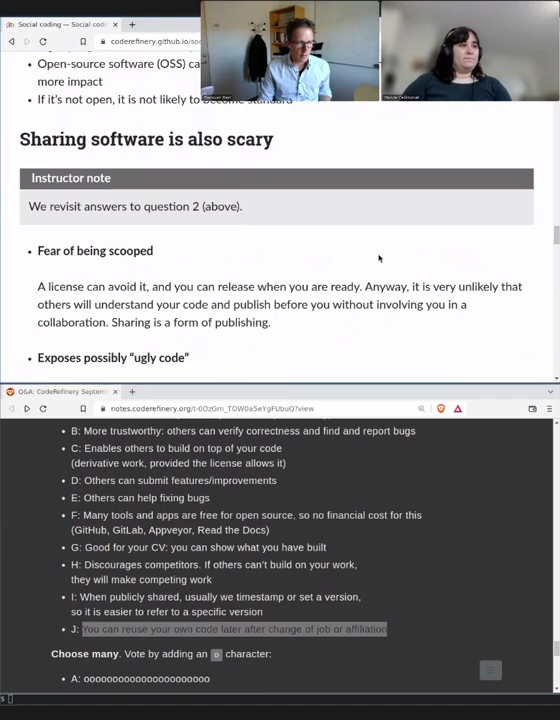 Social coding — Social cod
coderefinery.github.io/so
Open-source software (OSS) ca
more impact
If it's not open, it is not likely to become standard
Sharing software is also scary
Instructor note
We revisit answers to question 2 (above).
Fear of being scooped
A license can avoid it, and you can release when you are ready. Anyway, it is very unlikely that
others will understand your code and publish before you without involving you in a
collaboration. Sharing is a form of publishing.
Exposes possibly “ugly code”
Q&A: CodeRefinery Septem
notes.coderefinery.org/t-0OzGm_TOW0a5eYgFUbuQ?view
B: More trustworthy: others can verify correctness and find and report bugs
C: Enables others to build on top of your code
(derivative work, provided the license allows it)
D: Others can submit features/improvements
E: Others can help fixing bugs
F: Many tools and apps are free for open source, so no financial cost for this
(GitHub, GitLab, Appveyor, Read the Docs)
G: Good for your CV: you can show what you have built
H: Discourages competitors. If others can't build on your work,
they will make competing work
I: When publicly shared, usually we timestamp or set a version,
so it is easier to refer to a specific version
J: You can reuse your own code later after change of job or affiliation
Choose many. Vote by adding an o character:
A: oooooooooooooooooooooo
$